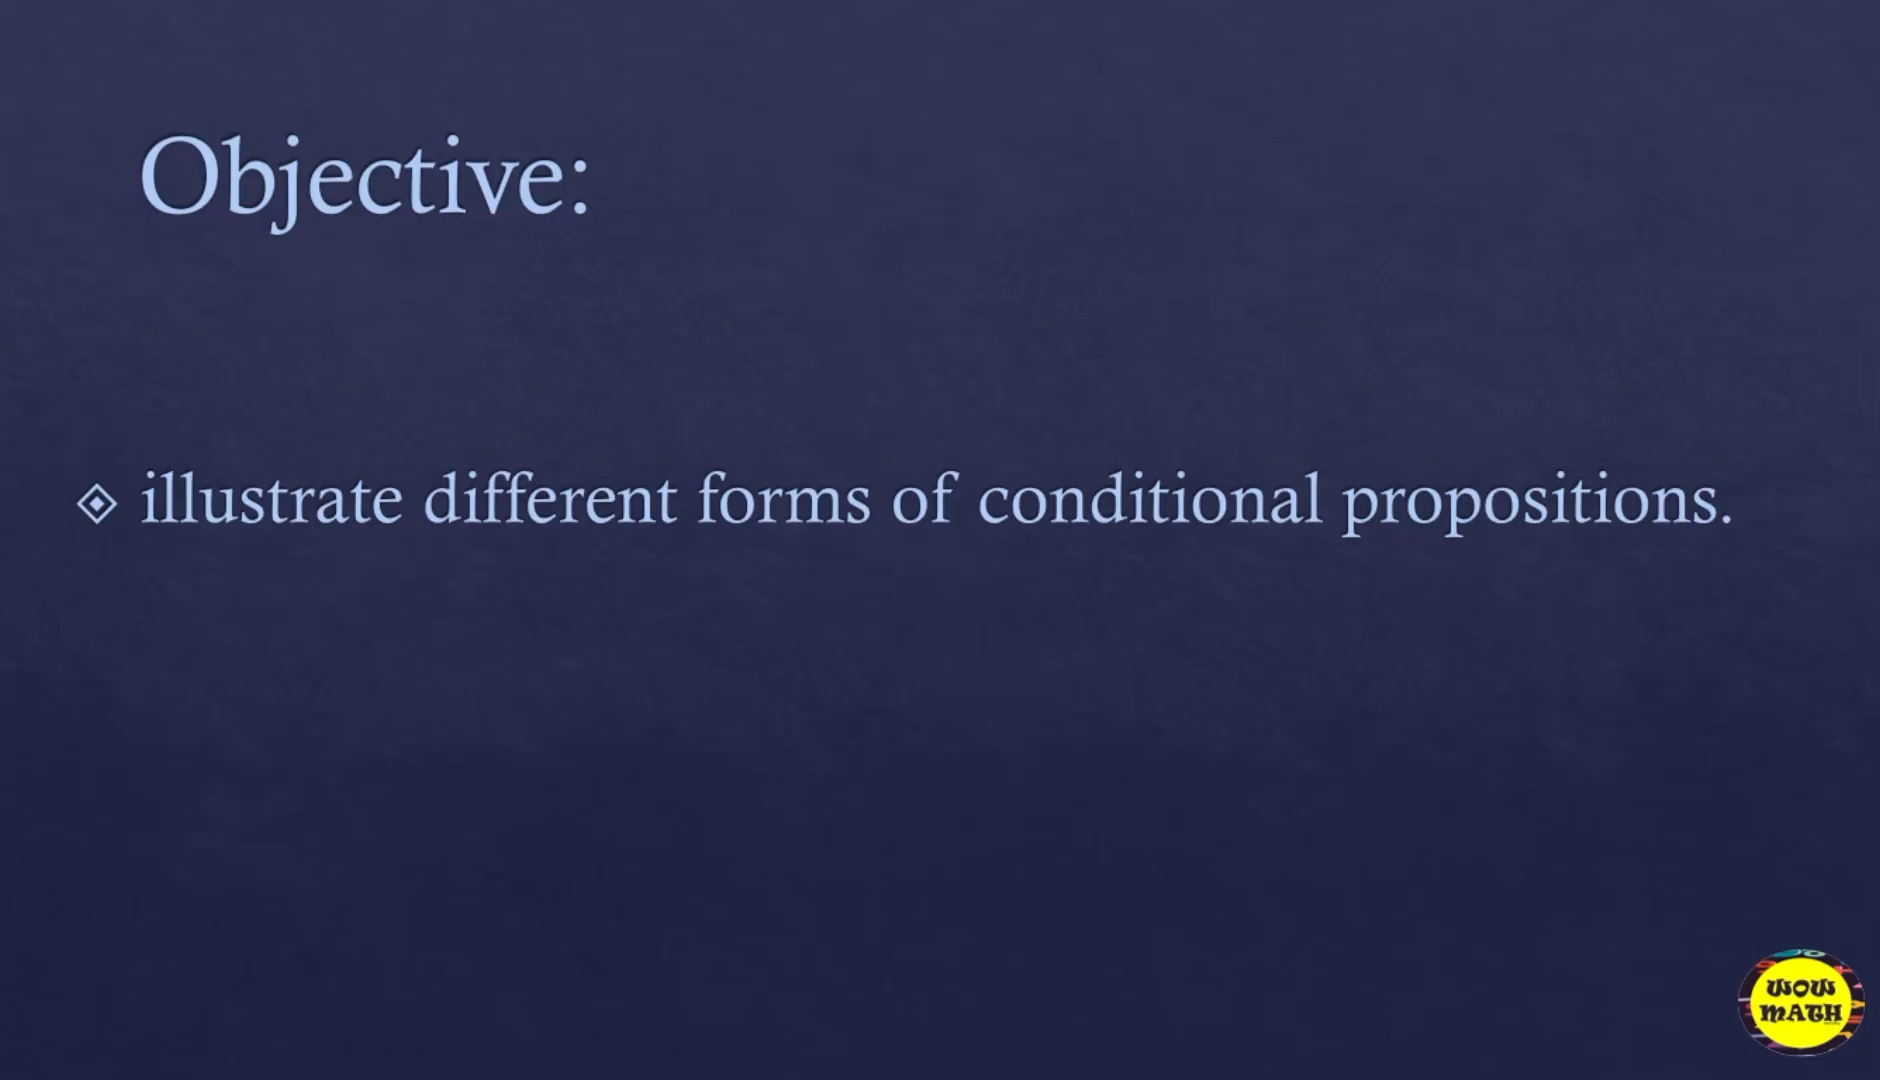 Objective:
illustrate different forms of conditional propositions.
WOW
MATH